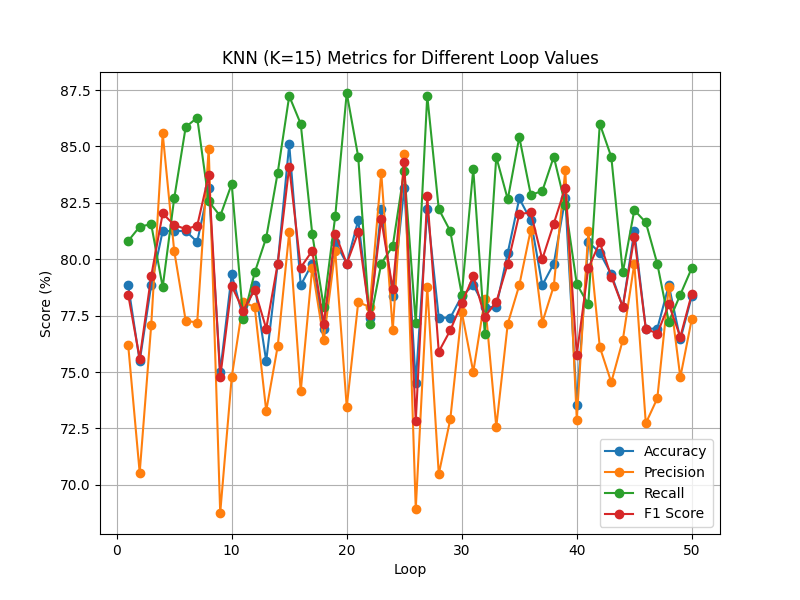 KNN (K=15) Metrics for Different Loop Values
87.5
85.0
82.5
80.0
77.5
75.0
72.5
70.0
Score (%)
0 10 20 30 40 50
Loop
Accuracy
Precision
Recall
F1 Score